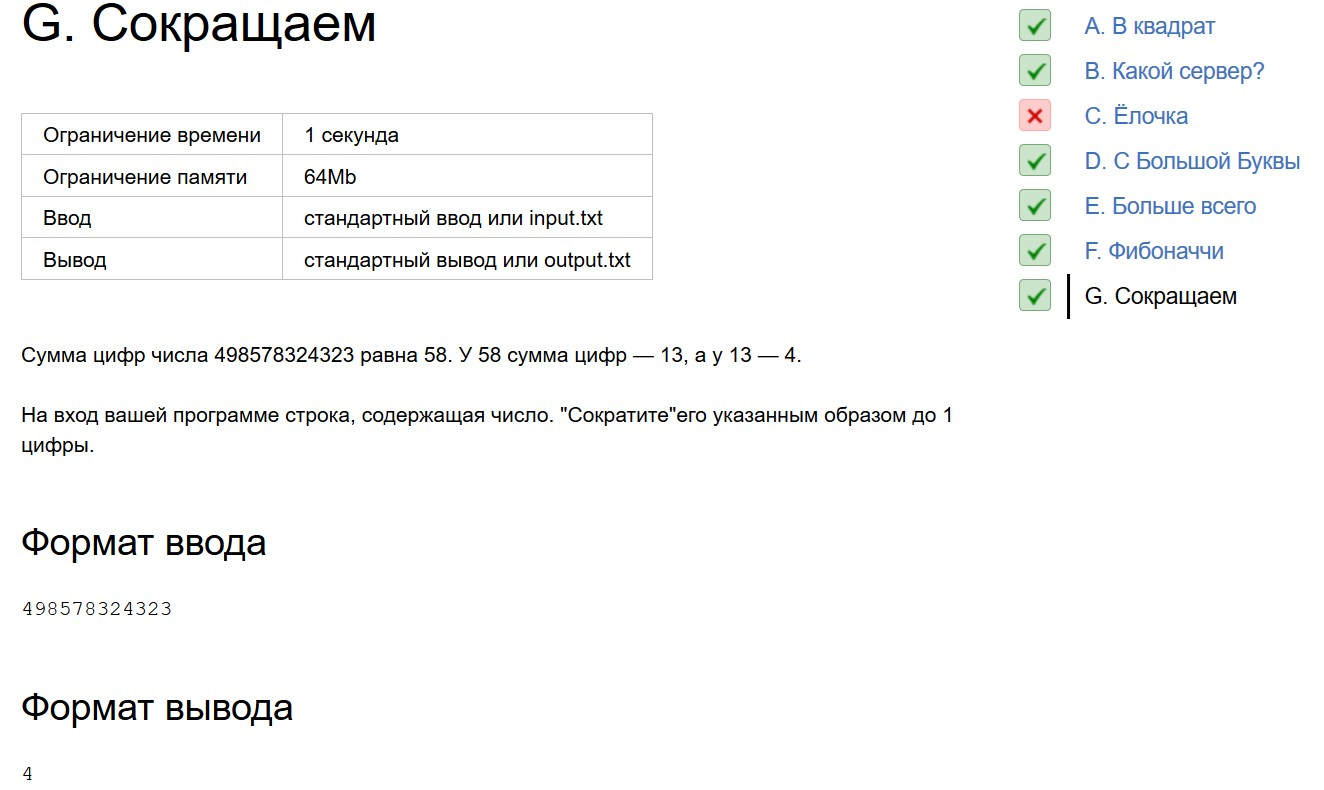 G. Сокращаем
Ограничение времени 1 секунда
Ограничение памяти 64Mb
Ввод стандартный ввод или input.txt
Вывод стандартный вывод или output.txt
Сумма цифр числа 498578324323 равна 58. У 58 сумма цифр — 13, а у 13 — 4.
На вход вашей программе строка, содержащая число. "Сократите"его указанным образом до 1
цифры.
Формат ввода
498578324323
Формат вывода
4
A. В квадрат
B. Какой сервер?
C. Ёлочка
D. С Большой Буквы
E. Больше всего
F. Фибоначчи
G. Сокращаем